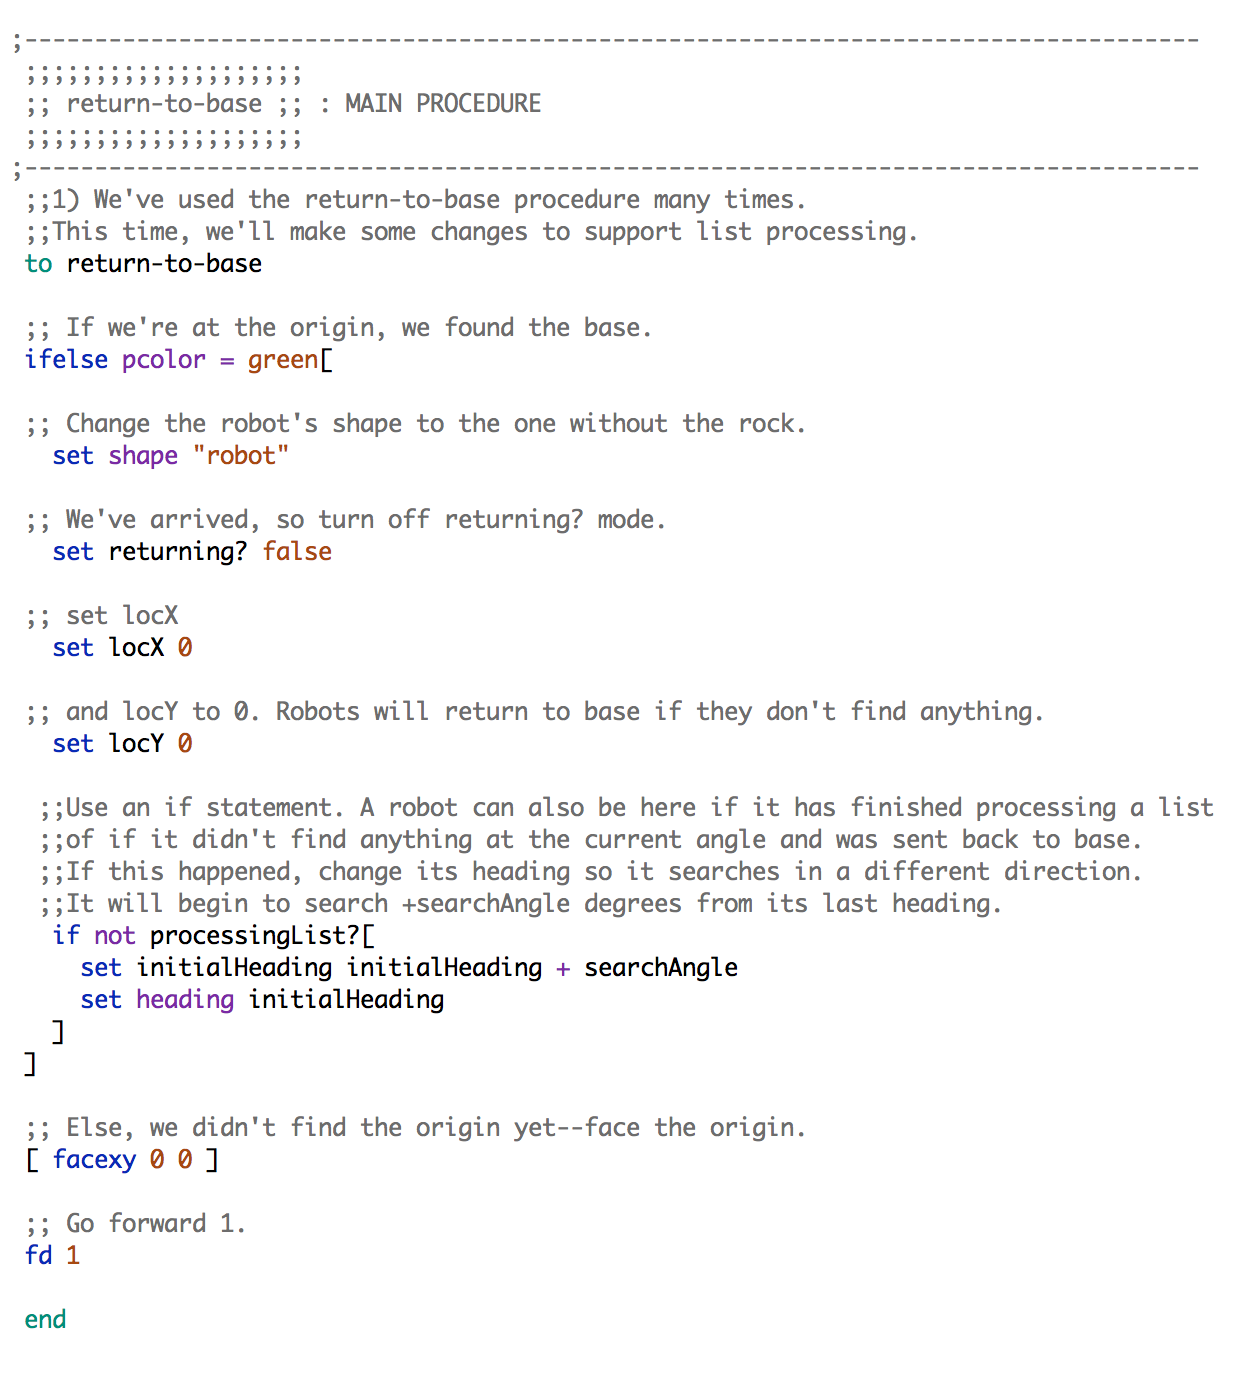 ;------------------------------------------------------------------------------------
;;;;;;;;;;;;;;;;;;;;
;; return-to-base ;; : MAIN PROCEDURE
;;;;;;;;;;;;;;;;;;;;
;------------------------------------------------------------------------------------
;;1) We've used the return-to-base procedure many times.
;;This time, we'll make some changes to support list processing.
to return-to-base
;; If we're at the origin, we found the base.
ifelse pcolor = green[
;; Change the robot's shape to the one without the rock.
set shape "robot"
;; We've arrived, so turn off returning? mode.
set returning? false
;; set locX
set locX 0
;; and locY to 0. Robots will return to base if they don't find anything.
set locY 0
;;Use an if statement. A robot can also be here if it has finished processing a list
;;of if it didn't find anything at the current angle and was sent back to base.
;;If this happened, change its heading so it searches in a different direction.
;;It will begin to search +searchAngle degrees from its last heading.
if not processingList?[
set initialHeading initialHeading + searchAngle
set heading initialHeading
]
]
;; Else, we didn't find the origin yet--face the origin.
[ facexy 0 0 ]
;; Go forward 1.
fd 1
end